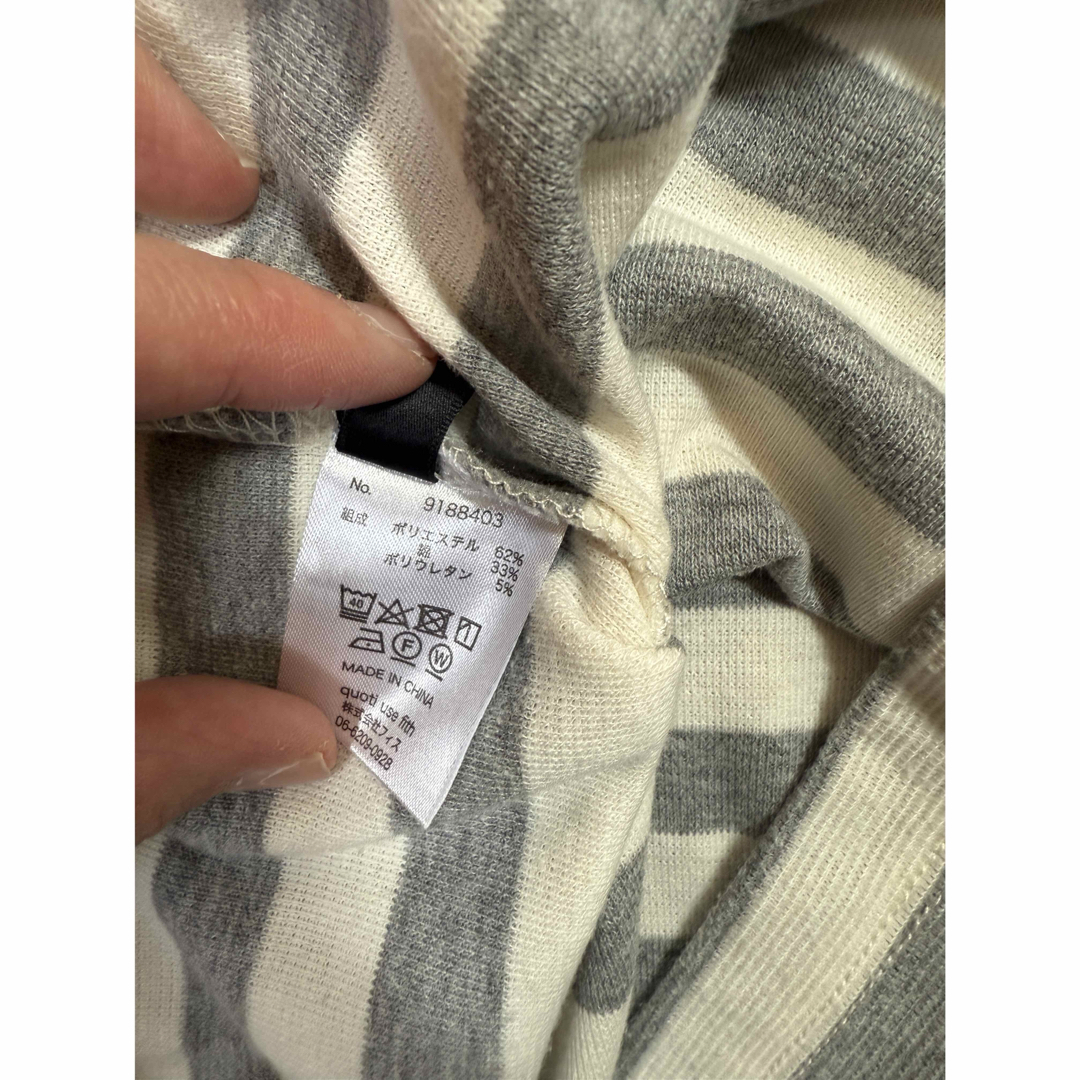 No. 9188403
組成 ポリエステル 62%
綿 33%
ポリウレタン 5%
40
F W
MADE IN CHINA
quoti use fith
株式会社フィス
06-6209-0928